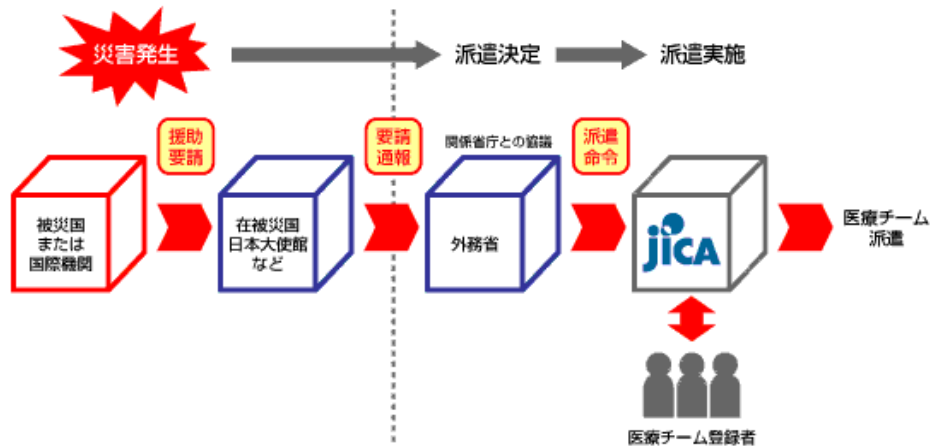 災害発生
派遣決定
派遣実施
援助
要請
要請
通報
関係省庁との協議
派遣
命令
被災国
または
国際機関
在被災国
日本大使館
など
外務省
jICA
医療チーム
派遣
医療チーム登録者